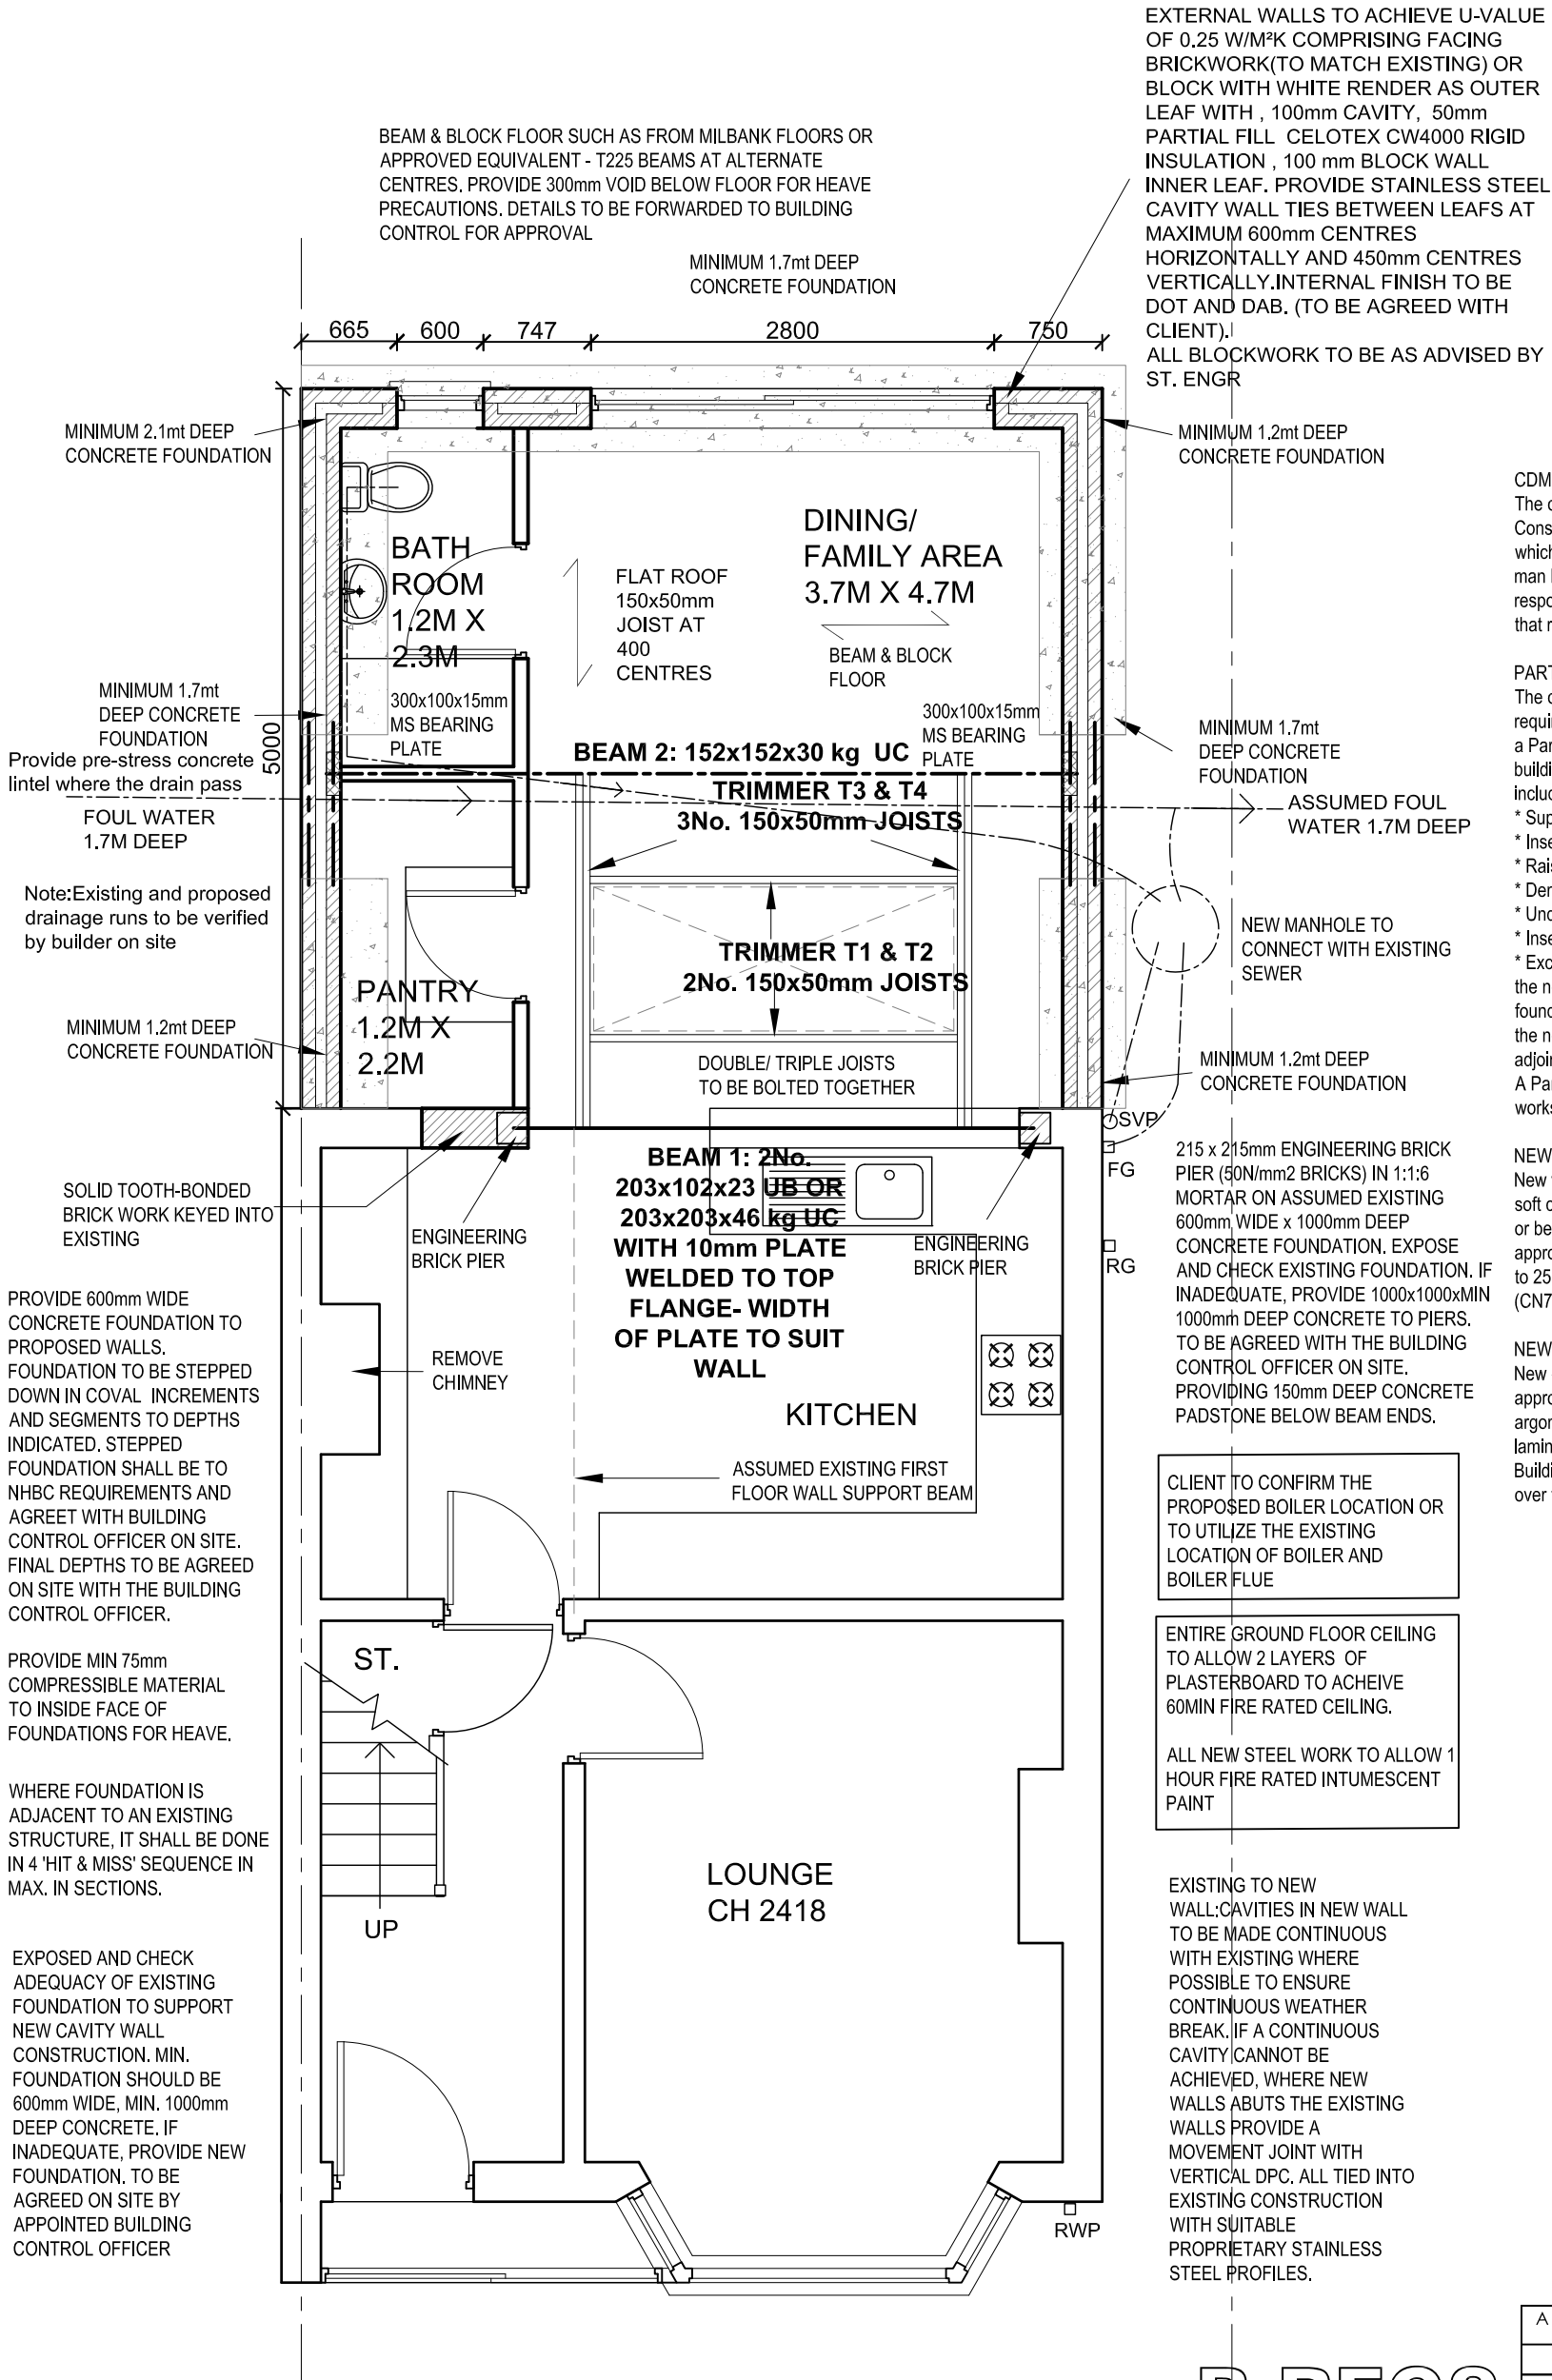 EXTERNAL WALLS TO ACHIEVE U-VALUE
OF 0.25 W/M²K COMPRISING FACING
BRICKWORK(TO MATCH EXISTING) OR
BLOCK WITH WHITE RENDER AS OUTER
LEAF WITH , 100mm CAVITY, 50mm
PARTIAL FILL CELOTEX CW4000 RIGID
INSULATION , 100 mm BLOCK WALL
INNER LEAF. PROVIDE STAINLESS STEEL
CAVITY WALL TIES BETWEEN LEAFS AT
MAXIMUM 600mm CENTRES
HORIZONTALLY AND 450mm CENTRES
VERTICALLY.INTERNAL FINISH TO BE
DOT AND DAB. (TO BE AGREED WITH
CLIENT).
ALL BLOCKWORK TO BE AS ADVISED BY
ST. ENGR
BEAM & BLOCK FLOOR SUCH AS FROM MILBANK FLOORS OR
APPROVED EQUIVALENT - T225 BEAMS AT ALTERNATE
CENTRES. PROVIDE 300mm VOID BELOW FLOOR FOR HEAVE
PRECAUTIONS. DETAILS TO BE FORWARDED TO BUILDING
CONTROL FOR APPROVAL
MINIMUM 1.7mt DEEP
CONCRETE FOUNDATION
665 600 747 2800 750
MINIMUM 2.1mt DEEP
CONCRETE FOUNDATION
MINIMUM 1.2mt DEEP
CONCRETE FOUNDATION
BATH
ROOM
1.2M X
2.3M
FLAT ROOF
150x50mm
JOIST AT
400
CENTRES
DINING/
FAMILY AREA
3.7M X 4.7M
BEAM & BLOCK
FLOOR
MINIMUM 1.7mt
DEEP CONCRETE
FOUNDATION
5000
300x100x15mm
MS BEARING
PLATE
300x100x15mm
MS BEARING
PLATE
MINIMUM 1.7mt
DEEP CONCRETE
FOUNDATION
Provide pre-stress concrete
lintel where the drain pass
BEAM 2: 152x152x30 kg UC
TRIMMER T3 & T4
3No. 150x50mm JOISTS
FOUL WATER
1.7M DEEP
ASSUMED FOUL
WATER 1.7M DEEP
Note:Existing and proposed
drainage runs to be verified
by builder on site
TRIMMER T1 & T2
2No. 150x50mm JOISTS
NEW MANHOLE TO
CONNECT WITH EXISTING
SEWER
PANTRY
1.2M X
2.2M
MINIMUM 1.2mt DEEP
CONCRETE FOUNDATION
DOUBLE/ TRIPLE JOISTS
TO BE BOLTED TOGETHER
MINIMUM 1.2mt DEEP
CONCRETE FOUNDATION
SVP
FG
RG
SOLID TOOTH-BONDED
BRICK WORK KEYED INTO
EXISTING
ENGINEERING
BRICK PIER
BEAM 1: 2No.
203x102x23 UB OR
203x203x46 kg UC
WITH 10mm PLATE
WELDED TO TOP
FLANGE- WIDTH
OF PLATE TO SUIT
WALL
ENGINEERING
BRICK PIER
215 x 215mm ENGINEERING BRICK
PIER (50N/mm2 BRICKS) IN 1:1:6
MORTAR ON ASSUMED EXISTING
600mm WIDE x 1000mm DEEP
CONCRETE FOUNDATION. EXPOSE
AND CHECK EXISTING FOUNDATION. IF
INADEQUATE, PROVIDE 1000x1000xMIN
1000mm DEEP CONCRETE TO PIERS.
TO BE AGREED WITH THE BUILDING
CONTROL OFFICER ON SITE.
PROVIDING 150mm DEEP CONCRETE
PADSTONE BELOW BEAM ENDS.
PROVIDE 600mm WIDE
CONCRETE FOUNDATION TO
PROPOSED WALLS.
FOUNDATION TO BE STEPPED
DOWN IN COVAL INCREMENTS
AND SEGMENTS TO DEPTHS
INDICATED. STEPPED
FOUNDATION SHALL BE TO
NHBC REQUIREMENTS AND
AGREET WITH BUILDING
CONTROL OFFICER ON SITE.
FINAL DEPTHS TO BE AGREED
ON SITE WITH THE BUILDING
CONTROL OFFICER.
REMOVE
CHIMNEY
KITCHEN
ASSUMED EXISTING FIRST
FLOOR WALL SUPPORT BEAM
CLIENT TO CONFIRM THE
PROPOSED BOILER LOCATION OR
TO UTILIZE THE EXISTING
LOCATION OF BOILER AND
BOILER FLUE
ENTIRE GROUND FLOOR CEILING
TO ALLOW 2 LAYERS OF
PLASTERBOARD TO ACHEIVE
60MIN FIRE RATED CEILING.
ALL NEW STEEL WORK TO ALLOW 1
HOUR FIRE RATED INTUMESCENT
PAINT
PROVIDE MIN 75mm
COMPRESSIBLE MATERIAL
TO INSIDE FACE OF
FOUNDATIONS FOR HEAVE.
ST.
WHERE FOUNDATION IS
ADJACENT TO AN EXISTING
STRUCTURE, IT SHALL BE DONE
IN 4 'HIT & MISS' SEQUENCE IN
MAX. IN SECTIONS.
UP
LOUNGE
CH 2418
EXPOSED AND CHECK
ADEQUACY OF EXISTING
FOUNDATION TO SUPPORT
NEW CAVITY WALL
CONSTRUCTION. MIN.
FOUNDATION SHOULD BE
600mm WIDE, MIN. 1000mm
DEEP CONCRETE. IF
INADEQUATE, PROVIDE NEW
FOUNDATION. TO BE
AGREED ON SITE BY
APPOINTED BUILDING
CONTROL OFFICER
EXISTING TO NEW
WALL:CAVITIES IN NEW WALL
TO BE MADE CONTINUOUS
WITH EXISTING WHERE
POSSIBLE TO ENSURE
CONTINUOUS WEATHER
BREAK. IF A CONTINUOUS
CAVITY CANNOT BE
ACHIEVED, WHERE NEW
WALLS ABUTS THE EXISTING
WALLS PROVIDE A
MOVEMENT JOINT WITH
VERTICAL DPC. ALL TIED INTO
EXISTING CONSTRUCTION
WITH SUITABLE
PROPRIETARY STAINLESS
STEEL PROFILES.
RWP
CDM
The
which
man
that
PART
The
a Par
the
the
A Par
works
NEW
New
soft
or be
to 25
(CN7
NEW
New
over
A